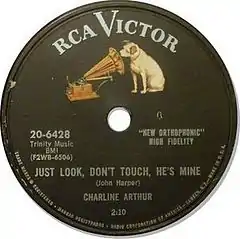 RCA VICTOR
6
20-6428
Trinity Music
BMI
(F2WB-6506)
"NEW ORTHOPHONIC"
HIGH FIDELITY
JUST LOOK, DON'T TOUCH, HE'S MINE
(John Harper)
CHARLINE ARTHUR
2:10